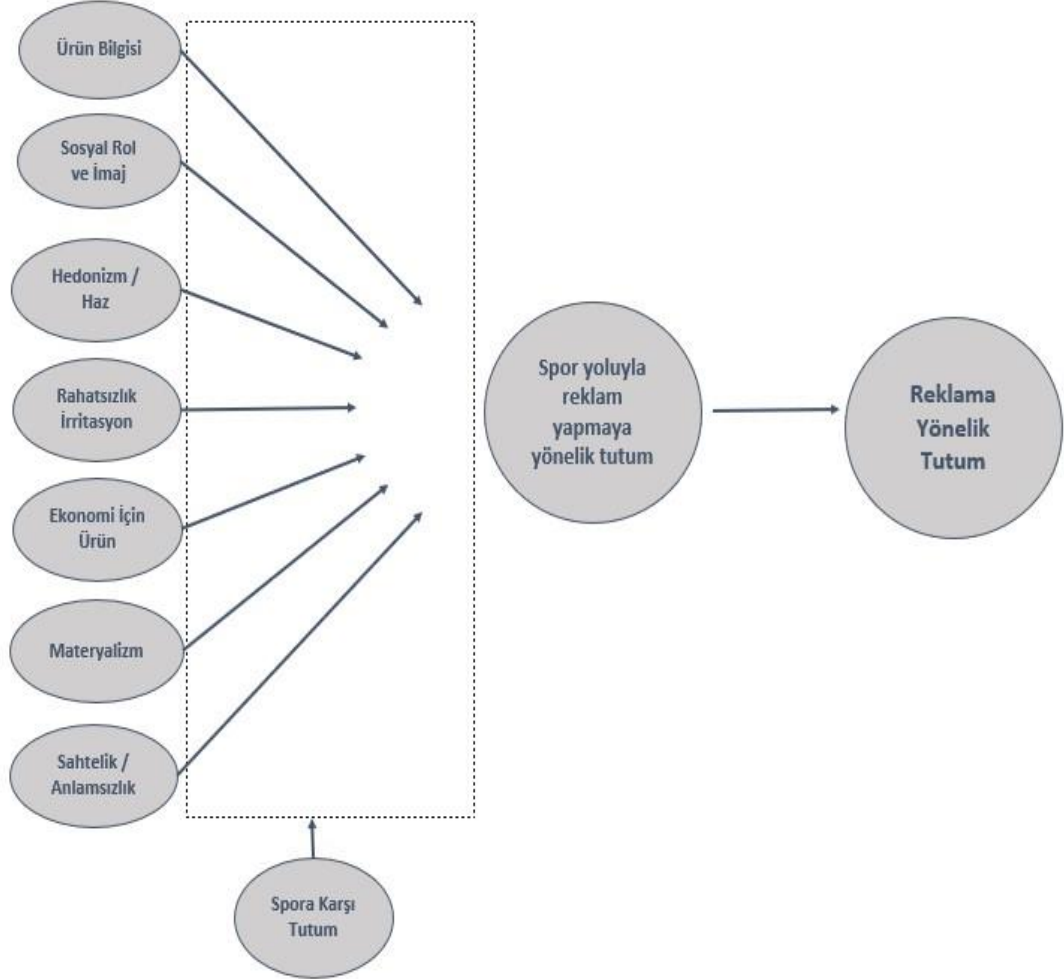 Ürün Bilgisi
Sosyal Rol
ve İmaj
Hedonizm /
Haz
Rahatsızlık
İrritasyon
Ekonomi İçin
Ürün
Materyalizm
Sahtelik /
Anlamsızlık
Spor yoluyla
reklam
yapmaya
yönelik tutum
Reklama
Yönelik
Tutum
Spora Karşı
Tutum